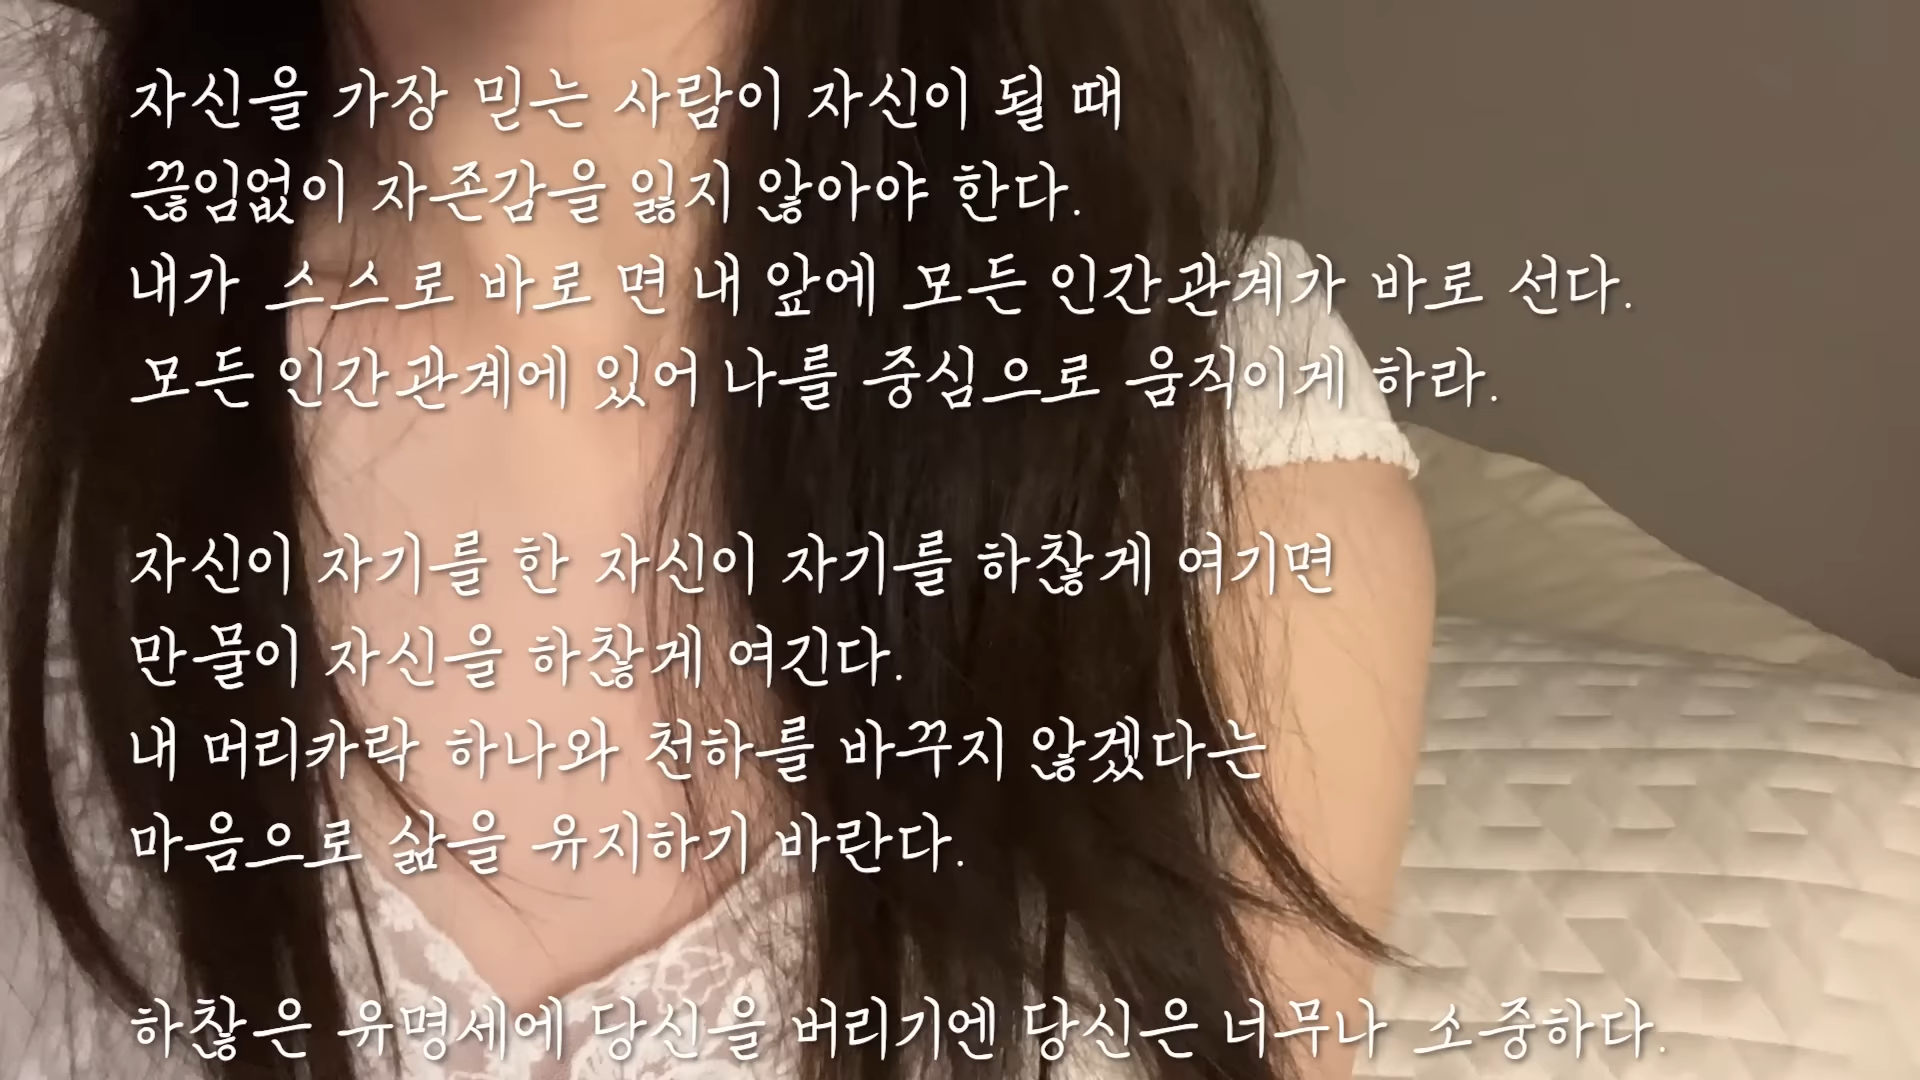 자신을 가장 믿는 사람이 자신이 될 때
끊임없이 자존감을 잃지 않아야 한다.
내가 스스로 바로 면 내 앞에 모든 인간관계가 바로 선다.
모든 인간관계에 있어 나를 중심으로 움직이게 하라.
자신이 자기를 한 자신이 자기를 하찮게 여기면
만물이 자신을 하찮게 여긴다.
내 머리카락 하나와 천하를 바꾸지 않겠다는
마음으로 삶을 유지하기 바란다.
하찮은 유명세에 당신을 버리기엔 당신은 너무나 소중하다.